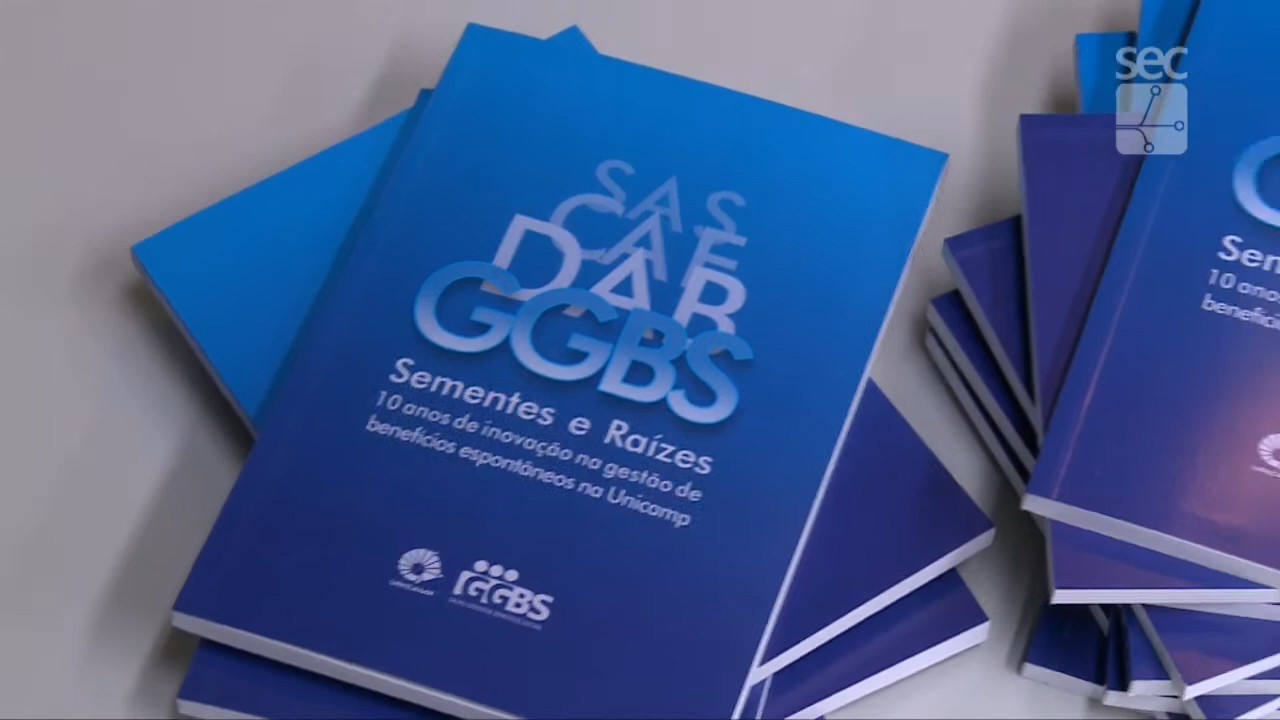 sec
SAS
CAE
DAR
GGBS
Sementes e Raízes
10 anos de inovação na gestão de
benefícios espontâneos na Unicamp
GGBS
Sem
10 ano
benefíci